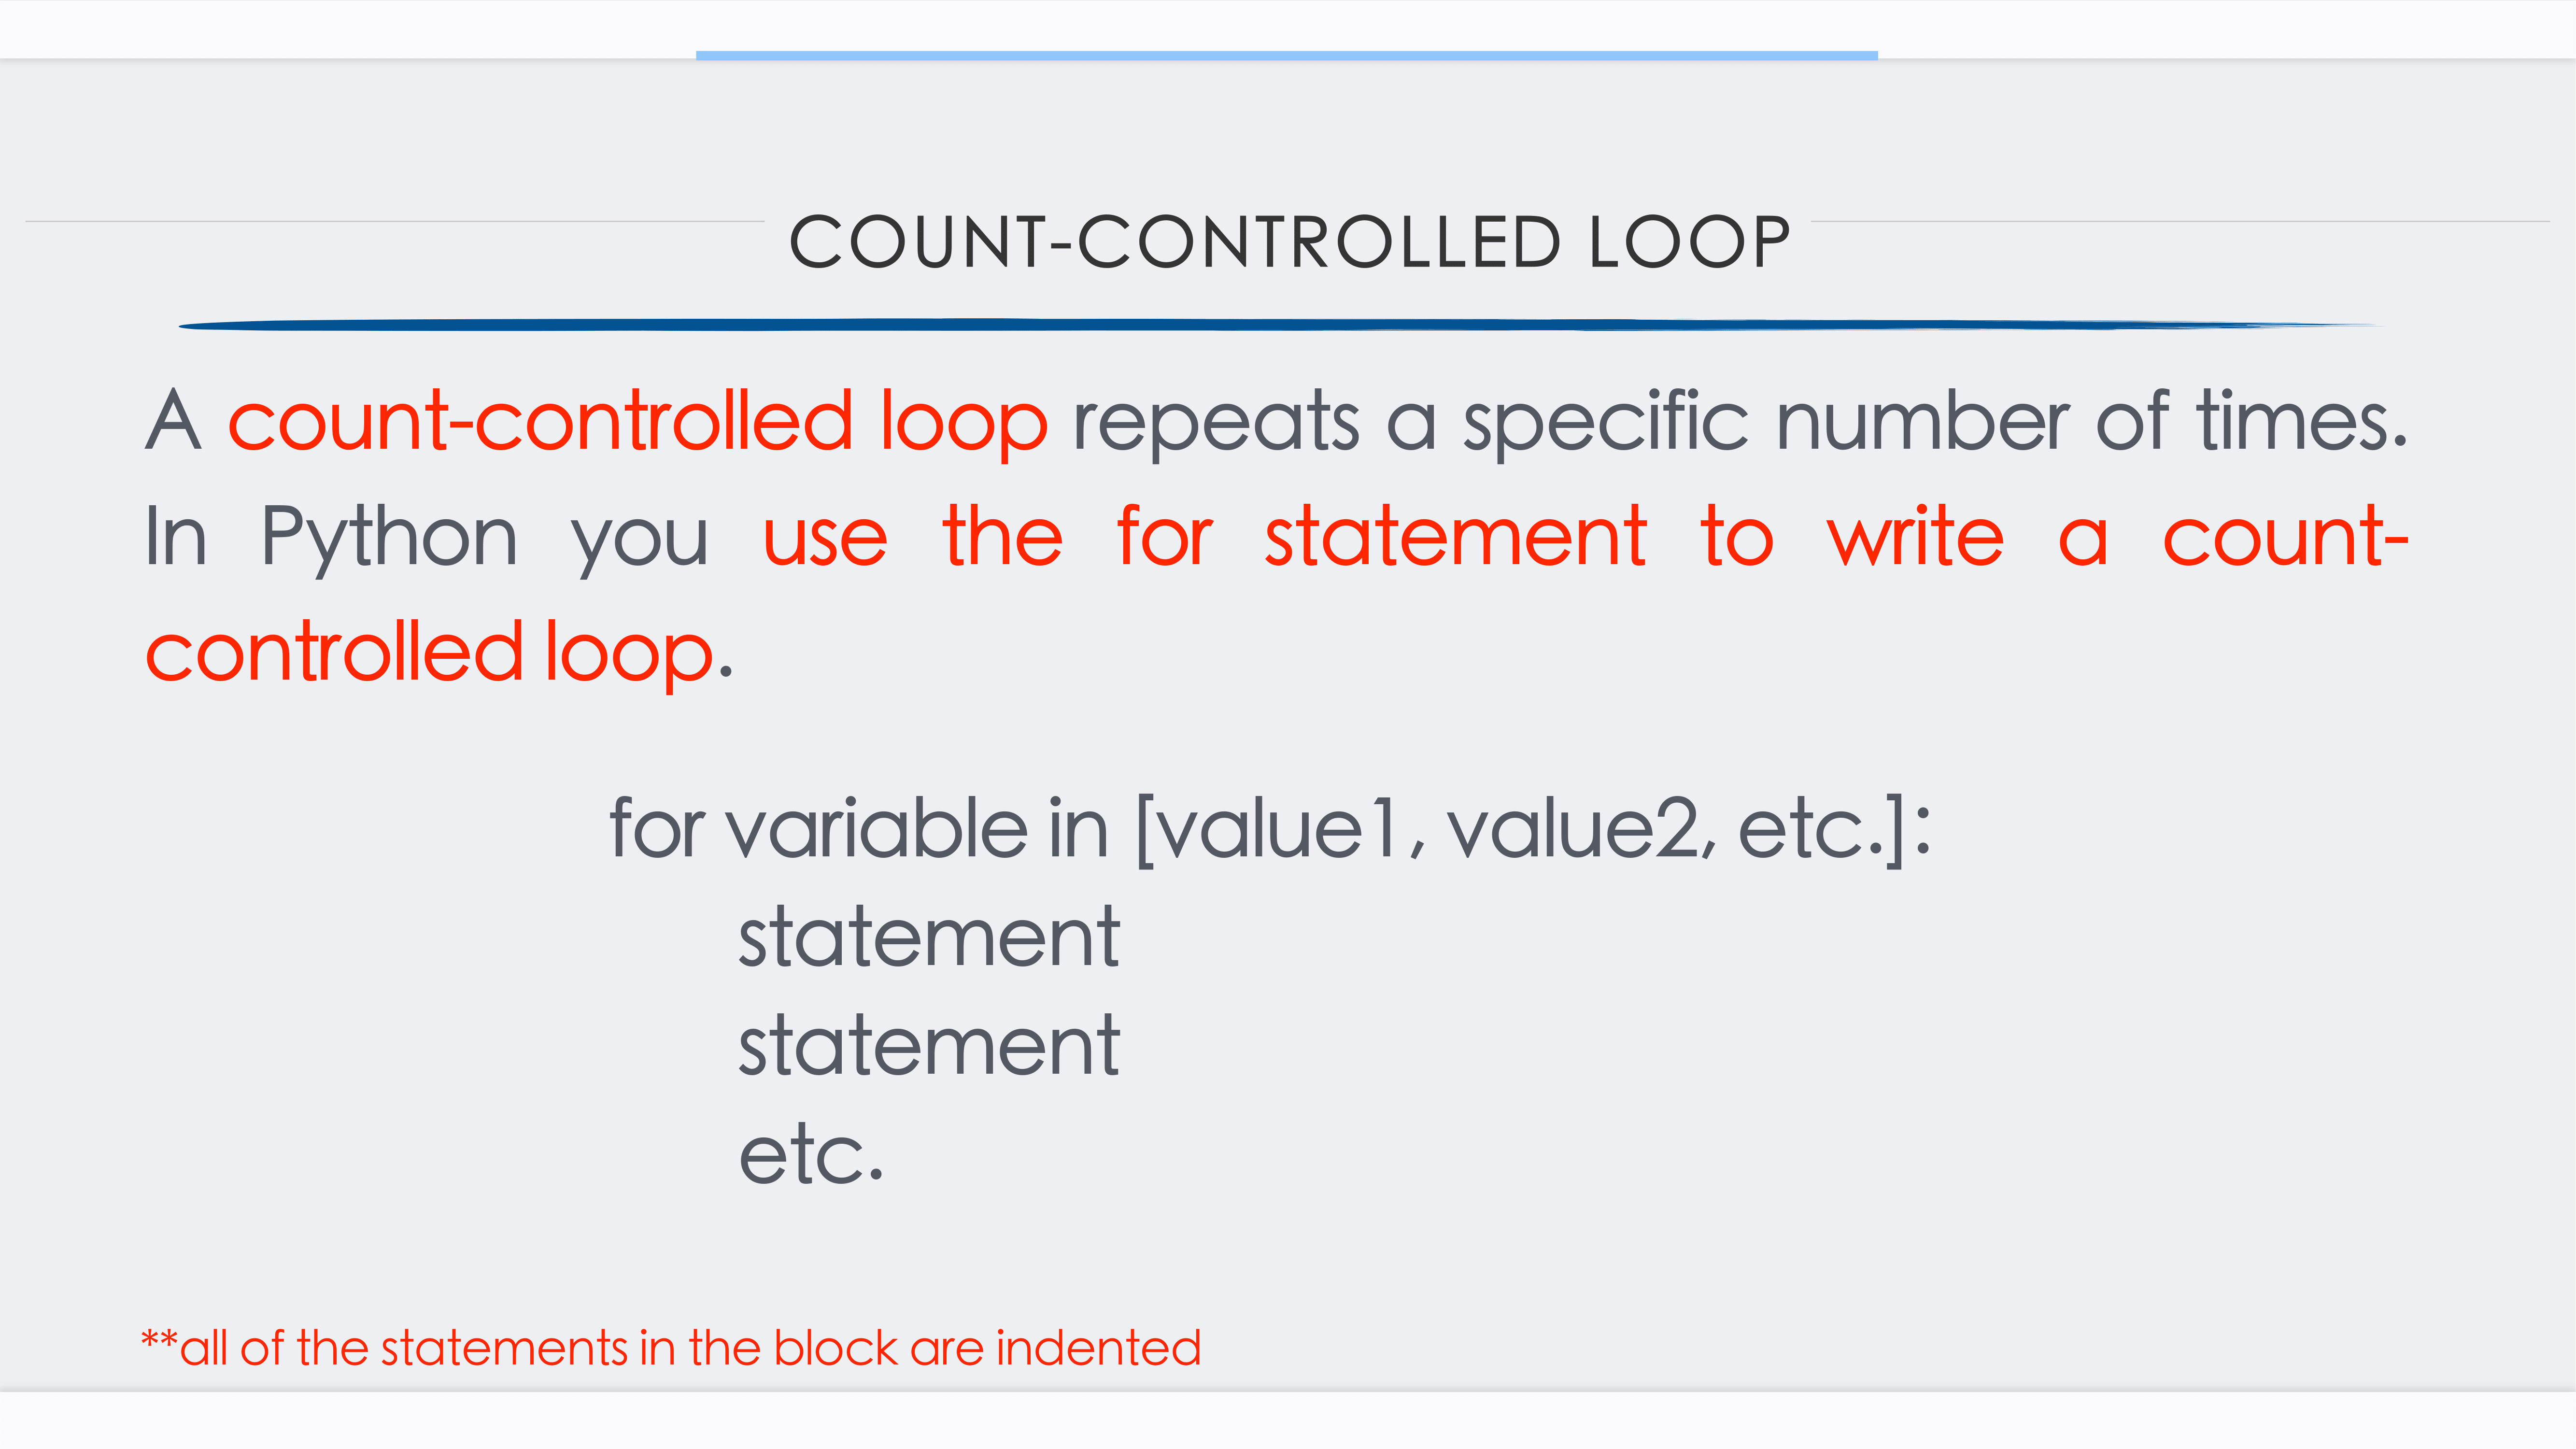 COUNT-CONTROLLED LOOP
A count-controlled loop repeats a specific number of times.
In Python you use the for statement to write a count-
controlled loop.
for variable in [value1, value2, etc.]:
statement
statement
etc.
**all of the statements in the block are indented